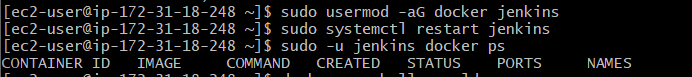 [ec2-user@ip-172-31-18-248 ~]$ sudo usermod -aG docker jenkins
[ec2-user@ip-172-31-18-248 ~]$ sudo systemctl restart jenkins
[ec2-user@ip-172-31-18-248 ~]$ sudo -u jenkins docker ps
CONTAINER ID   IMAGE     COMMAND   CREATED   STATUS    PORTS     NAMES